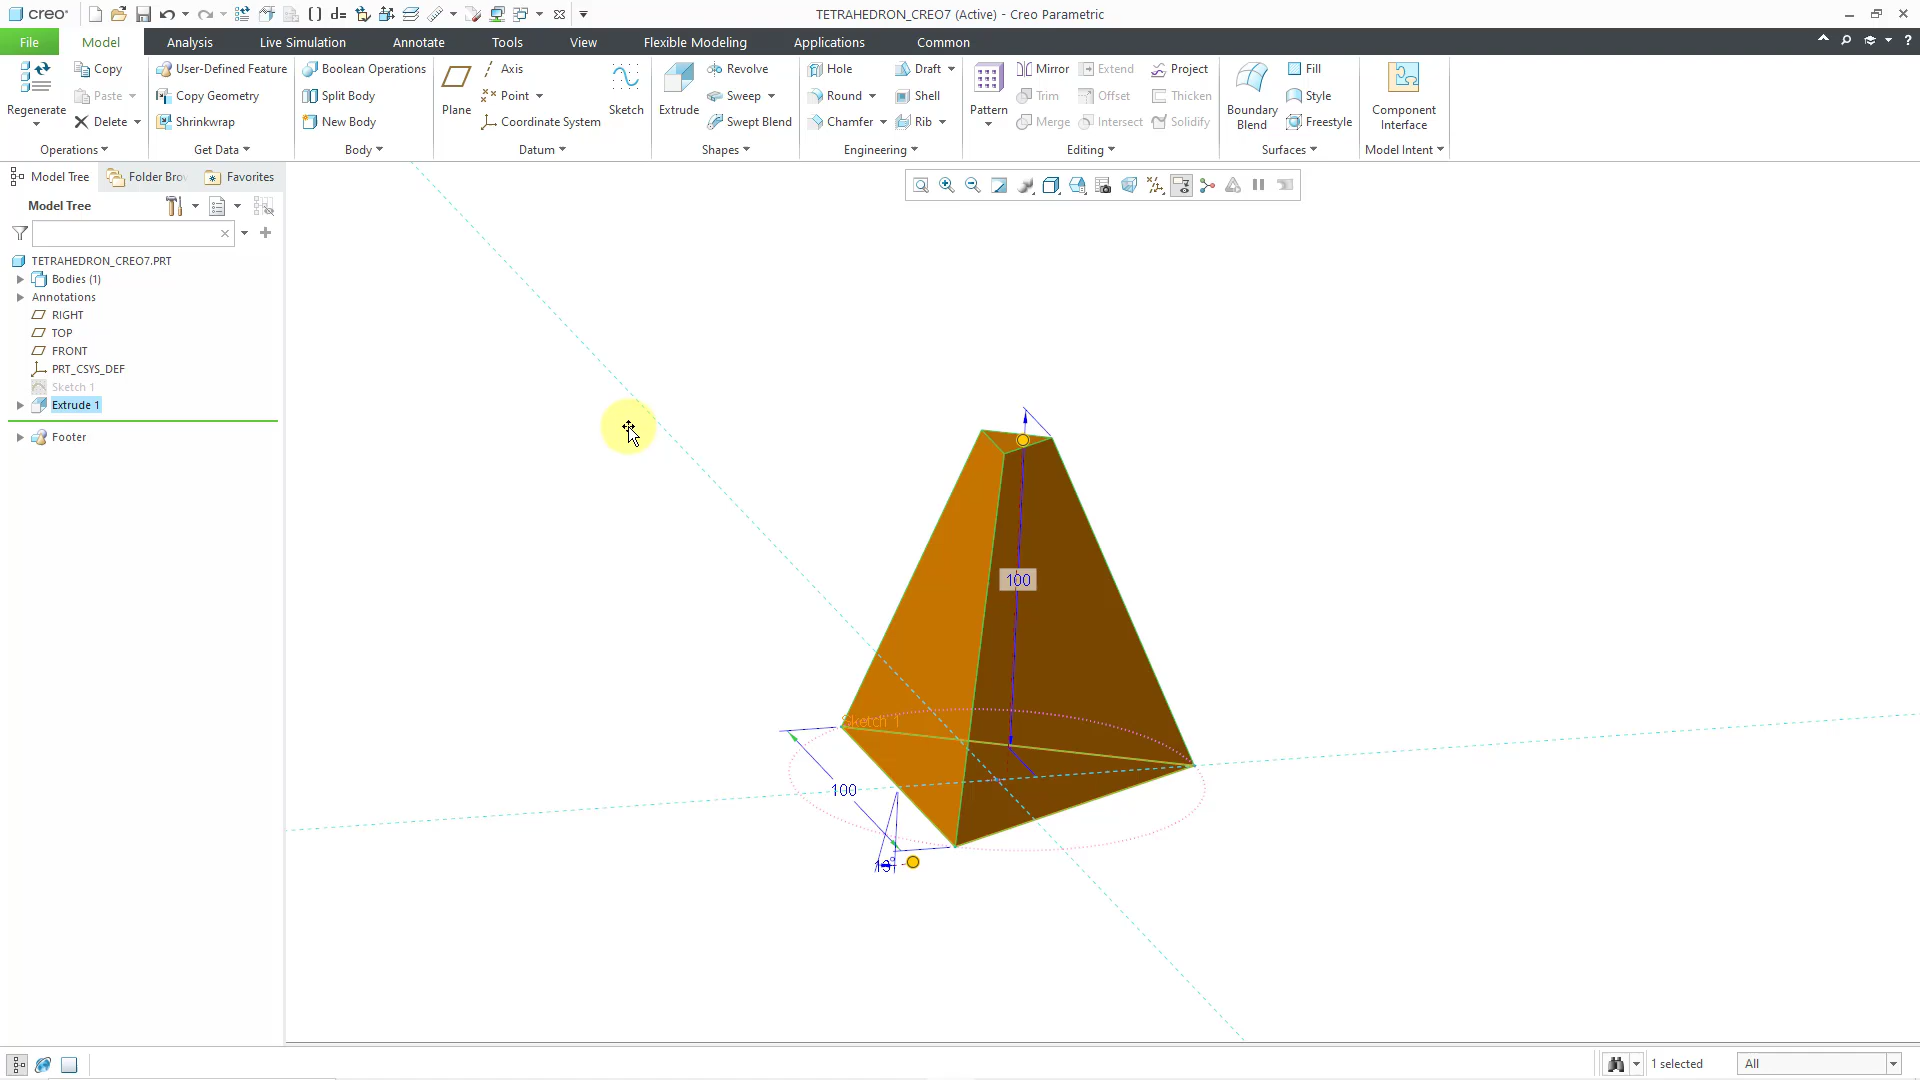 creo
TETRAHEDRON_CREO7 (Active) - Creo Parametric
File Model Analysis Live Simulation Annotate Tools View Flexible Modeling Applications Common
Regenerate
Copy
Paste
Delete
Operations
User-Defined Feature
Copy Geometry
Shrinkwrap
Get Data
Boolean Operations
Split Body
New Body
Body
Plane
Axis
Point
Coordinate System
Sketch
Datum
Extrude
Revolve
Sweep
Swept Blend
Shapes
Hole
Round
Chamfer
Draft
Shell
Rib
Engineering
Pattern
Mirror
Trim
Merge
Extend
Offset
Intersect
Project
Thicken
Solidify
Editing
Boundary
Blend
Fill
Style
Freestyle
Surfaces
Component
Interface
Model Intent
Model Tree Folder Brov Favorites
Model Tree
TETRAHEDRON_CREO7.PRT
Bodies (1)
Annotations
RIGHT
TOP
FRONT
PRT_CSYS_DEF
Sketch 1
Extrude 1
Footer
100
Sketch 1
100
1 selected
All